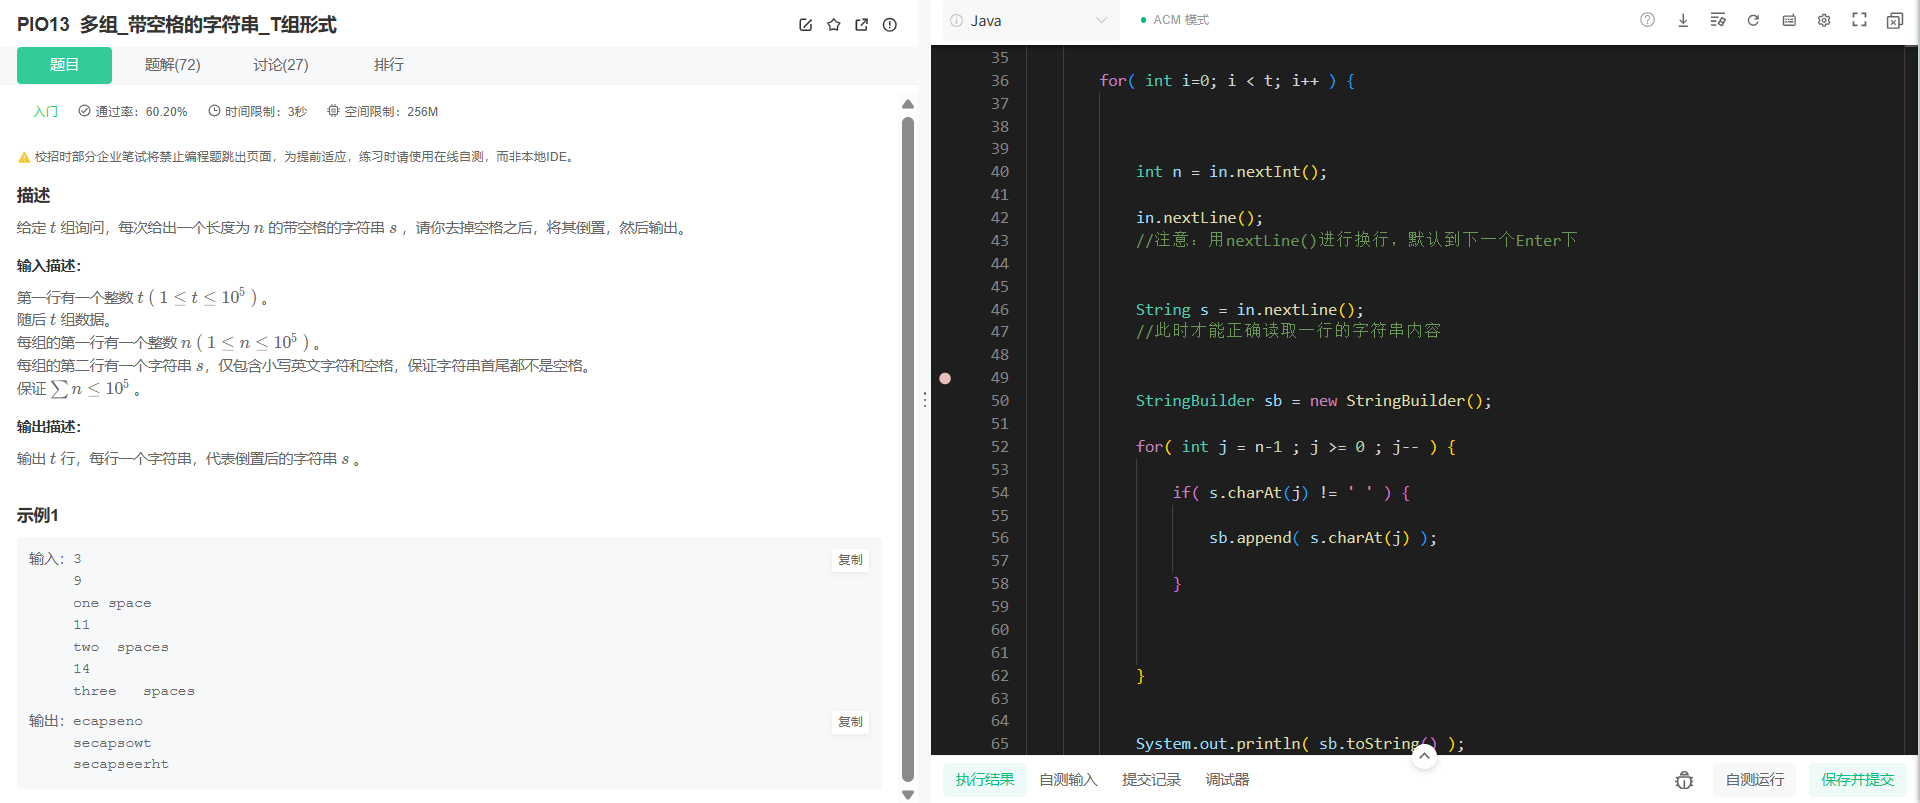 PIO13 多组_带空格的字符串_T组形式
题目 题解(72) 讨论(27) 排行
入门 通过率：60.20% 时间限制：3秒 空间限制：256M
校招时部分企业笔试将禁止编程题跳出页面，为提前适应，练习时请使用在线自测，而非本地IDE。
描述
给定 t 组询问，每次给出一个长度为 n 的带空格的字符串 s ，请你去掉空格之后，将其倒置，然后输出。
输入描述：
第一行有一个整数 t ( 1 ≤ t ≤ 10⁵ ) 。
随后 t 组数据。
每组的第一行有一个整数 n ( 1 ≤ n ≤ 10⁵ ) 。
每组的第二行有一个字符串 s，仅包含小写英文字符和空格，保证字符串首尾都不是空格。
保证 ∑ n ≤ 10⁵ 。
输出描述：
输出 t 行，每行一个字符串，代表倒置后的字符串 s 。
示例1
输入：3 复制
9
one space
11
two  spaces
14
three   spaces
输出：ecapseno 复制
secapsowt
secapseerht
Java ACM 模式
35
36 for( int i=0; i < t; i++ ) {
37
38
39
40 int n = in.nextInt();
41
42 in.nextLine();
43 //注意：用nextLine()进行换行，默认到下一个Enter下
44
45
46 String s = in.nextLine();
47 //此时才能正确读取一行的字符串内容
48
49
50 StringBuilder sb = new StringBuilder();
51
52 for( int j = n-1 ; j >= 0 ; j-- ) {
53
54 if( s.charAt(j) != ' ' ) {
55
56 sb.append( s.charAt(j) );
57
58 }
59
60
61
62 }
63
64
65 System.out.println( sb.toString() );
执行结果 自测输入 提交记录 调试器 自测运行 保存并提交